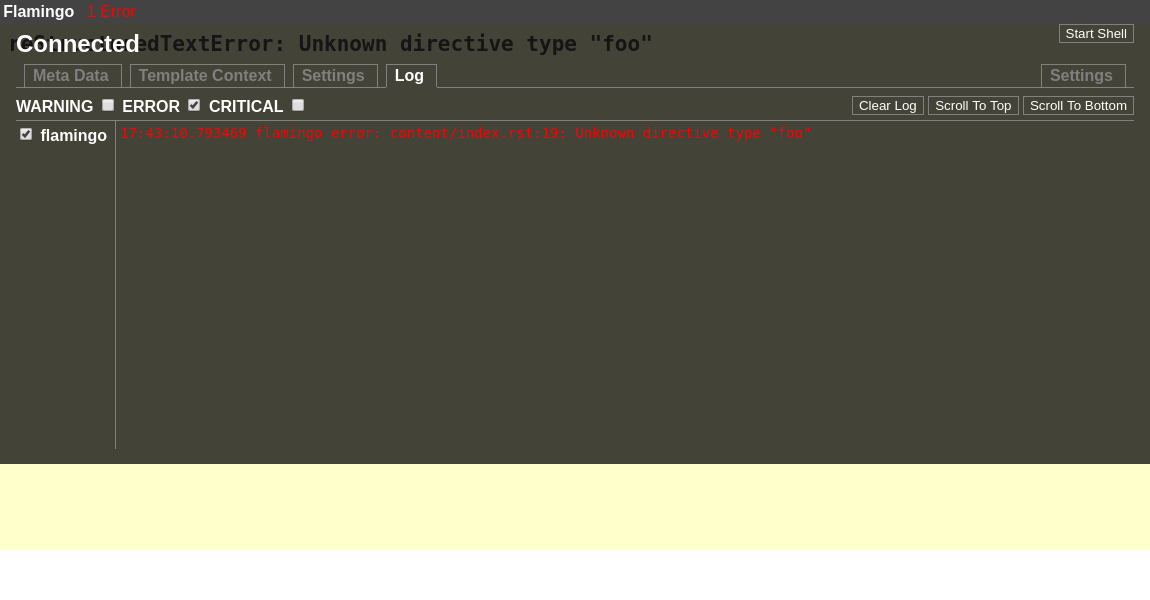 Flamingo 1 Error
Connected edTextError: Unknown directive type "foo"
Start Shell
Meta Data Template Context Settings Log Settings
WARNING ERROR CRITICAL Clear Log Scroll To Top Scroll To Bottom
flamingo 17:43:10.793469 flamingo error: content/index.rst:19: Unknown directive type "foo"